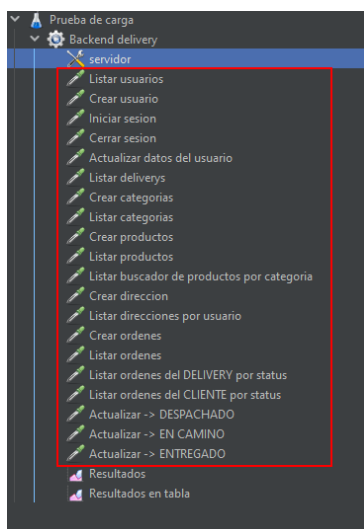 Prueba de carga
Backend delivery
servidor
Listar usuarios
Crear usuario
Iniciar sesion
Cerrar sesion
Actualizar datos del usuario
Listar deliverys
Crear categorias
Listar categorias
Crear productos
Listar productos
Listar buscador de productos por categoria
Crear direccion
Listar direcciones por usuario
Crear ordenes
Listar ordenes
Listar ordenes del DELIVERY por status
Listar ordenes del CLIENTE por status
Actualizar -> DESPACHADO
Actualizar -> EN CAMINO
Actualizar -> ENTREGADO
Resultados
Resultados en tabla